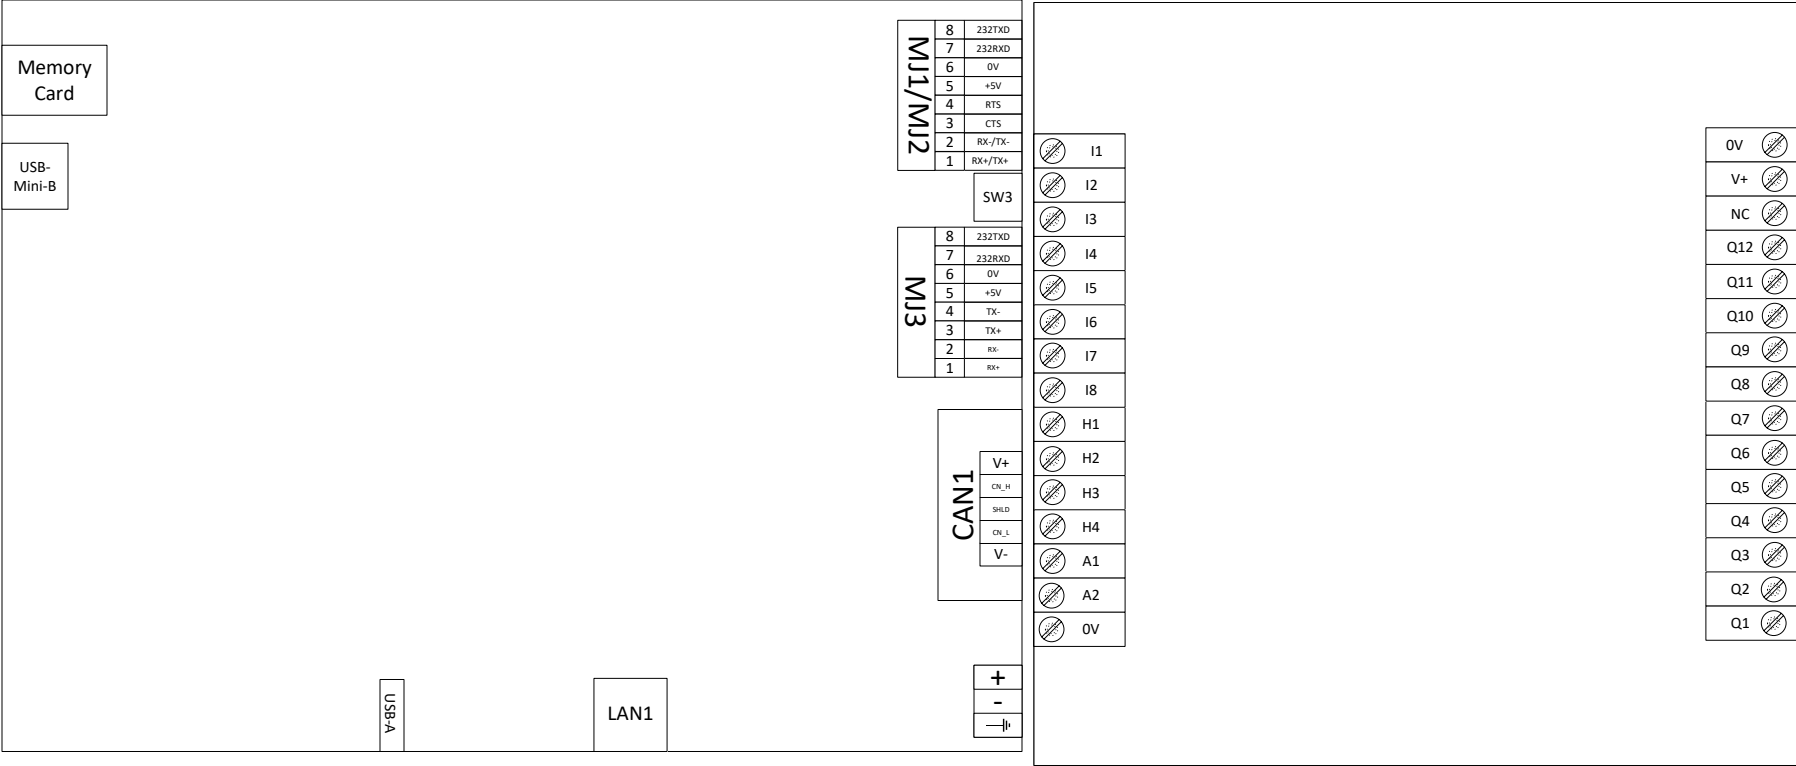 Memory
Card
USB-
Mini-B
MJ1/MJ2
8 232TXD
7 232RXD
6 0V
5 +5V
4 RTS
3 CTS
2 RX-/TX-
1 RX+/TX+
SW3
MJ3
8 232TXD
7 232RXD
6 0V
5 +5V
4 TX-
3 TX+
2 RX-
1 RX+
CAN1
V+
CN_H
SHLD
CN_L
V-
+
-
USB-A
LAN1
I1
I2
I3
I4
I5
I6
I7
I8
H1
H2
H3
H4
A1
A2
0V
0V
V+
NC
Q12
Q11
Q10
Q9
Q8
Q7
Q6
Q5
Q4
Q3
Q2
Q1